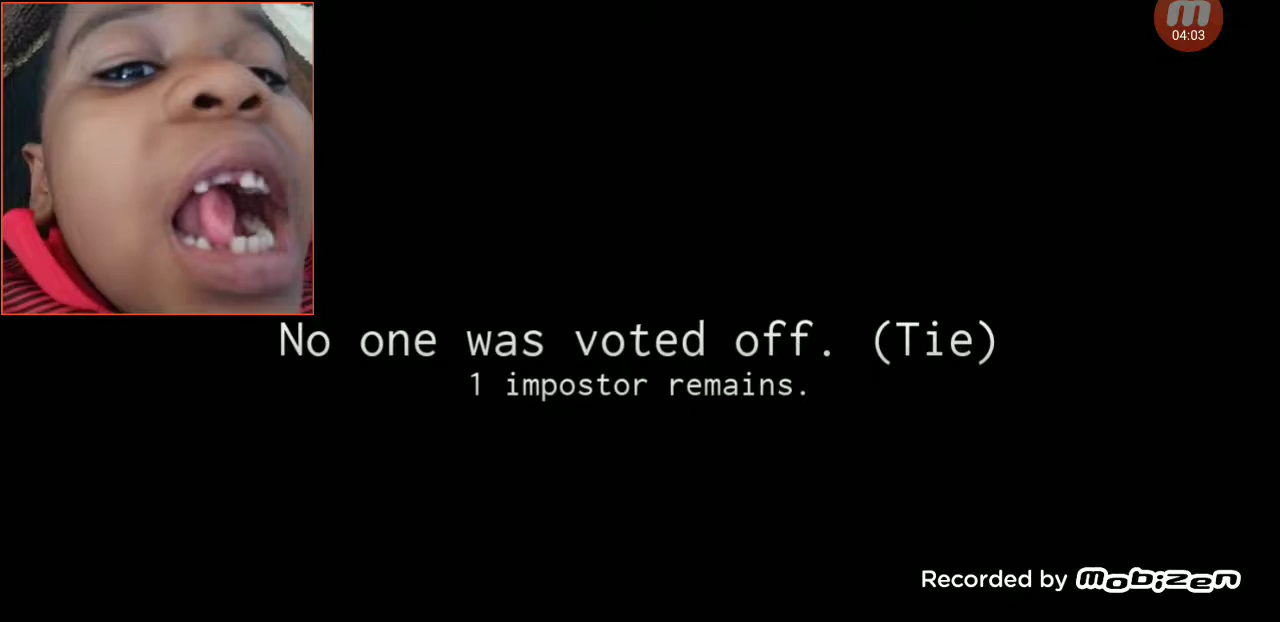 04:03
No one was voted off. (Tie)
1 impostor remains.
Recorded by mobizen